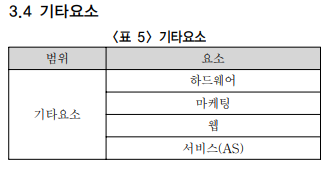 3.4 기타요소
〈표 5〉 기타요소
범위 요소
하드웨어
마케팅
기타요소
웹
서비스(AS)